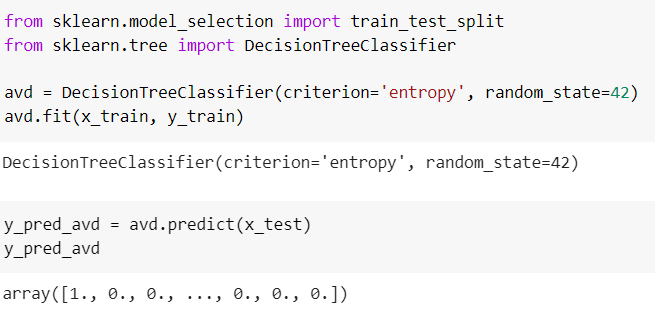 from sklearn.model_selection import train_test_split
from sklearn.tree import DecisionTreeClassifier
avd = DecisionTreeClassifier(criterion='entropy', random_state=42)
avd.fit(x_train, y_train)
DecisionTreeClassifier(criterion='entropy', random_state=42)
y_pred_avd = avd.predict(x_test)
y_pred_avd
array([1., 0., 0., ..., 0., 0., 0.])